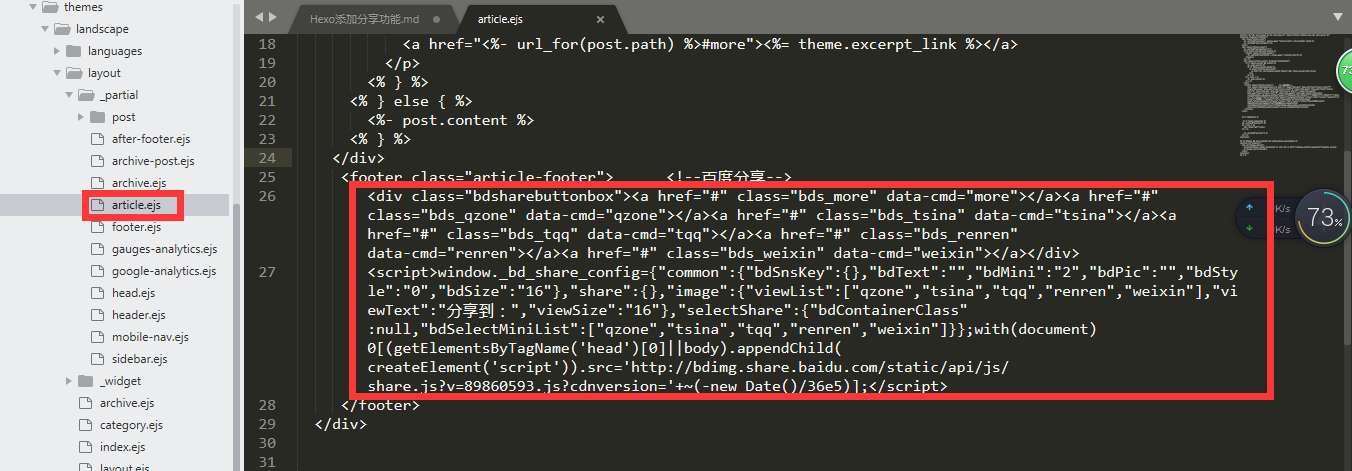 themes
landscape
languages
layout
_partial
post
after-footer.ejs
archive-post.ejs
archive.ejs
article.ejs
footer.ejs
gauges-analytics.ejs
google-analytics.ejs
head.ejs
header.ejs
mobile-nav.ejs
sidebar.ejs
_widget
archive.ejs
category.ejs
index.ejs
layout.ejs
Hexo添加分享功能.md
article.ejs
18 <a href="<%- url_for(post.path) %>#more"><%= theme.excerpt_link %></a>
19 </p>
20 <% } %>
21 <% } else { %>
22 <%- post.content %>
23 <% } %>
24 </div>
25 <footer class="article-footer"> <!--百度分享-->
26 <div class="bdsharebuttonbox"><a href="#" class="bds_more" data-cmd="more"></a><a href="#"
class="bds_qzone" data-cmd="qzone"></a><a href="#" class="bds_tsina" data-cmd="tsina"></a><a
href="#" class="bds_tqq" data-cmd="tqq"></a><a href="#" class="bds_renren"
data-cmd="renren"></a><a href="#" class="bds_weixin" data-cmd="weixin"></a></div>
27 <script>window._bd_share_config={"common":{"bdSnsKey":{},"bdText":"","bdMini":"2","bdPic":"","bdSty
le":"0","bdSize":"16"},"share":{},"image":{"viewList":["qzone","tsina","tqq","renren","weixin"],"vi
ewText":"分享到：","viewSize":"16"},"selectShare":{"bdContainerClass"
:null,"bdSelectMiniList":["qzone","tsina","tqq","renren","weixin"]}};with(document)
0[(getElementsByTagName('head')[0]||body).appendChild(
createElement('script')).src='http://bdimg.share.baidu.com/static/api/js/
share.js?v=89860593.js?cdnversion='+~(-new Date()/36e5)];</script>
28 </footer>
29 </div>
30
31
K/s
K/s
73%
73